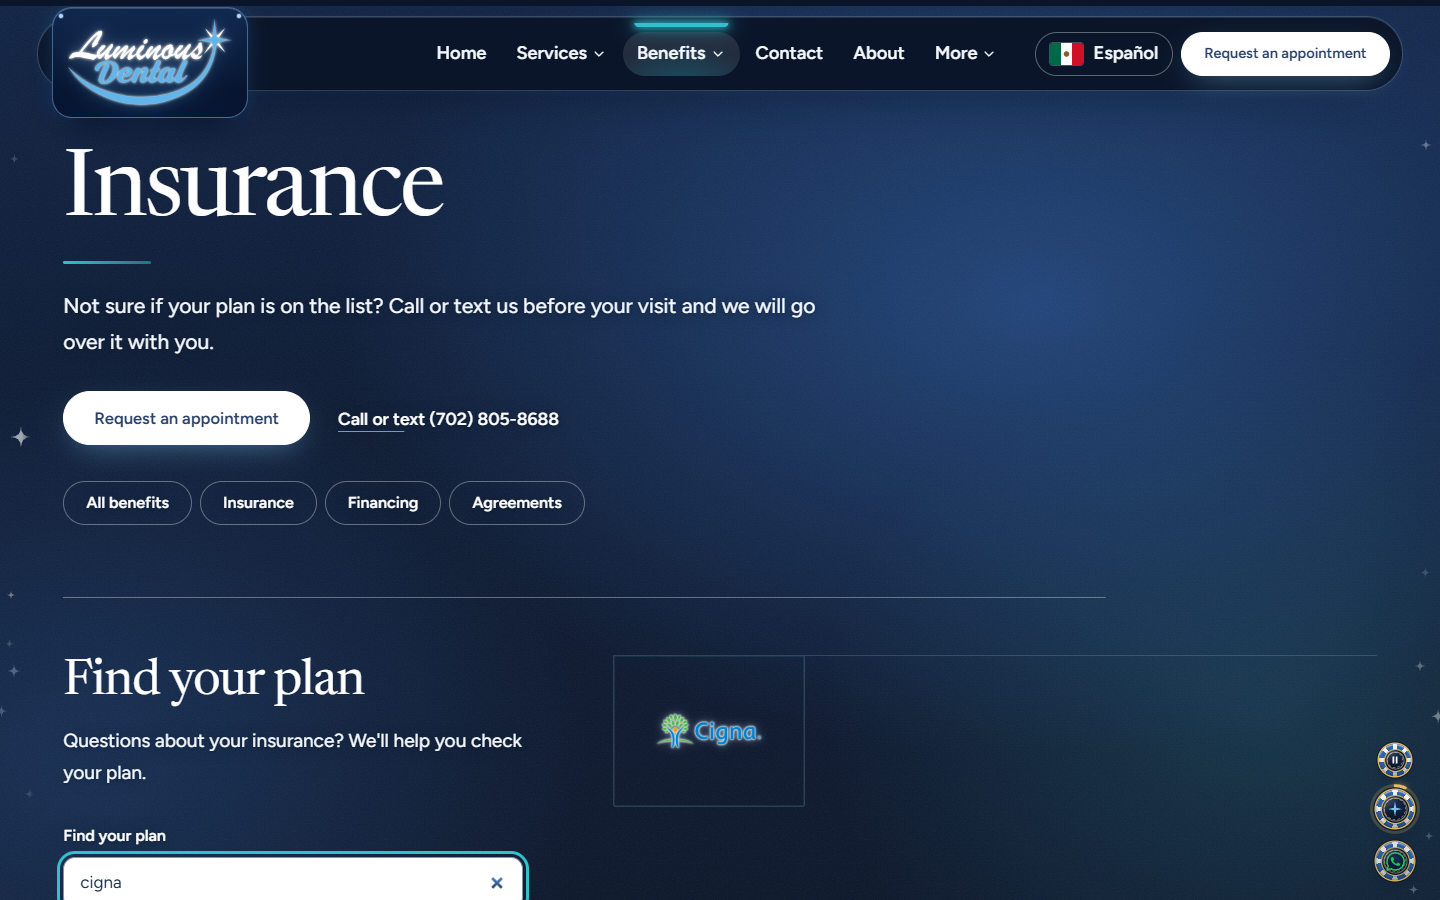 Luminous
Dental
Home
Services
Benefits
Contact
About
More
Español
Request an appointment
Insurance
Not sure if your plan is on the list? Call or text us before your visit and we will go
over it with you.
Request an appointment
Call or text (702) 805-8688
All benefits
Insurance
Financing
Agreements
Find your plan
Questions about your insurance? We'll help you check
your plan.
Cigna.
Find your plan
cigna